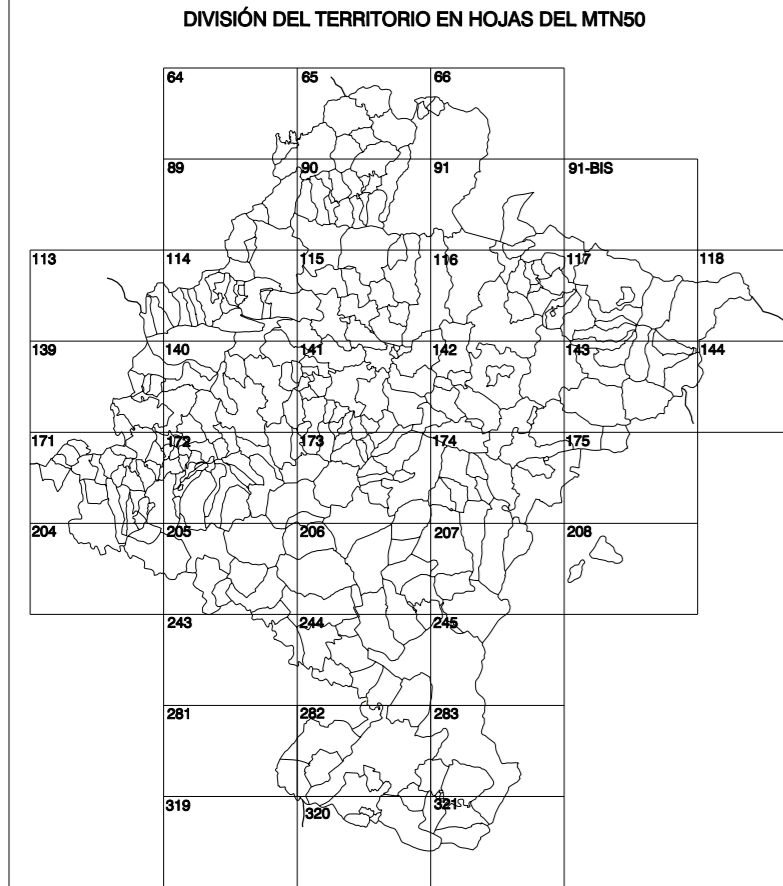 DIVISIÓN DEL TERRITORIO EN HOJAS DEL MTN50
64 65 66
89 90 91 91-BIS
113 114 115 116 117 118
139 140 141 142 143 144
171 172 173 174 175
204 205 206 207 208
243 244 245
281 282 283
319 320 321